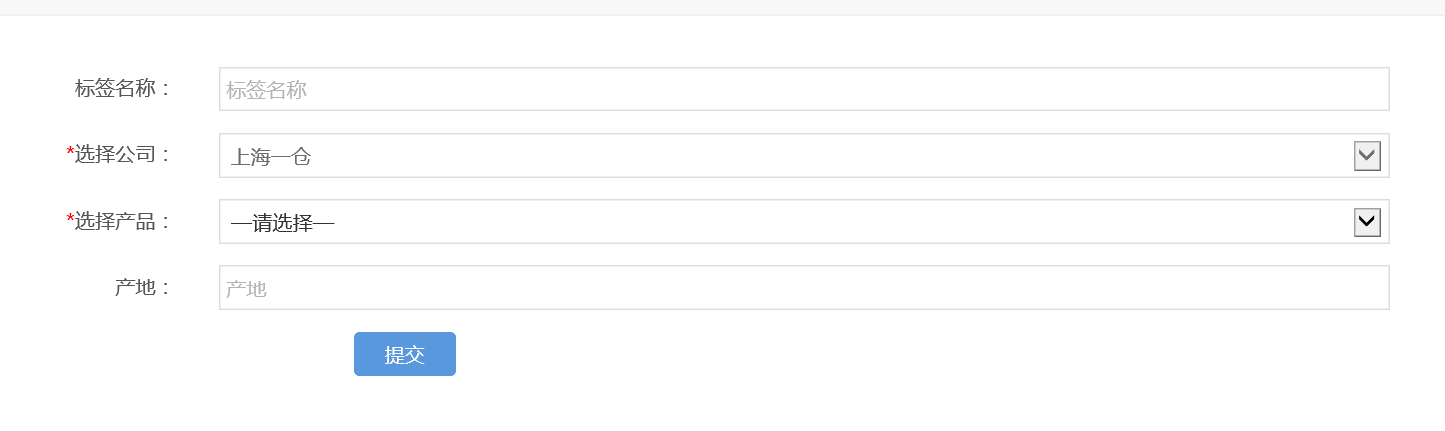 标签名称：
标签名称
*选择公司：
上海一仓
*选择产品：
—请选择—
产地：
产地
提交